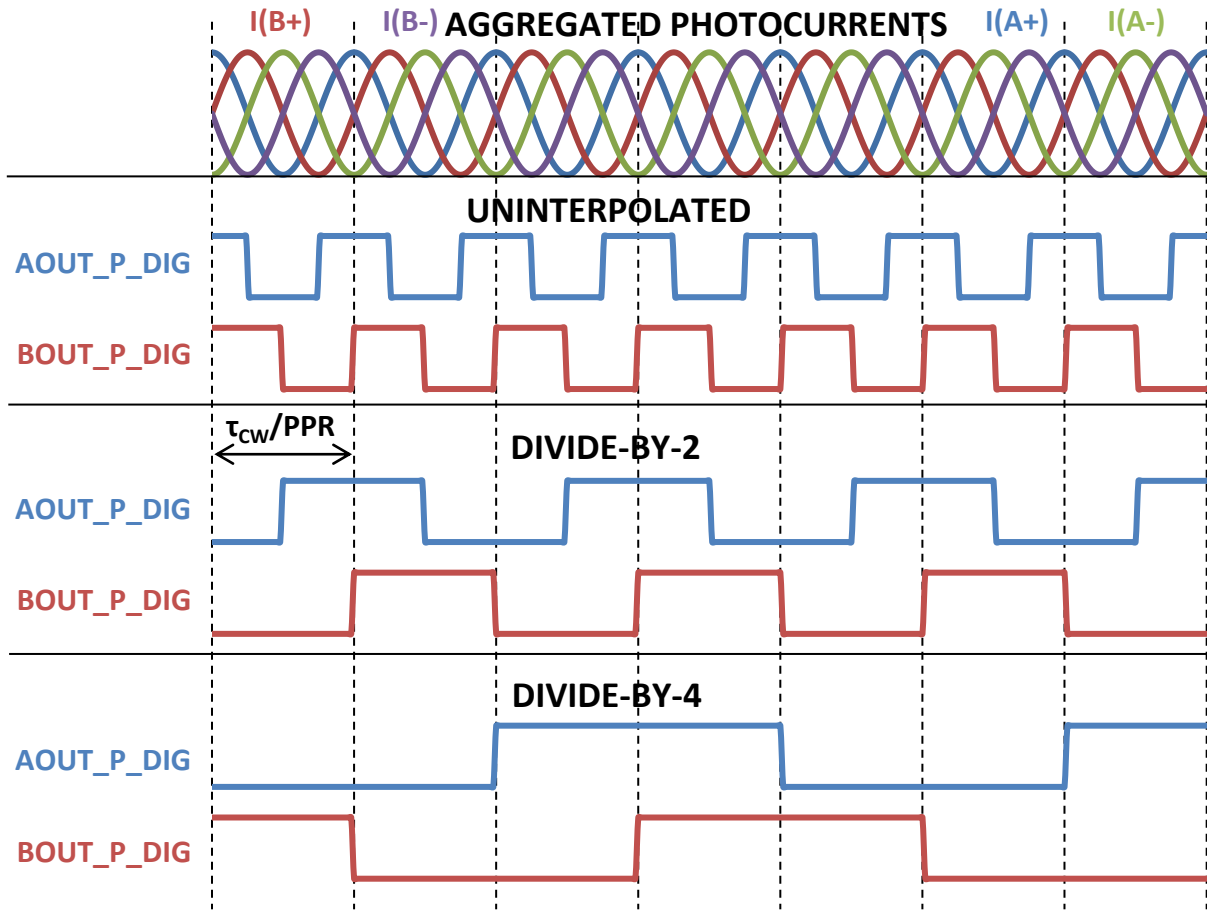 I(B+) I(B-) AGGREGATED PHOTOCURRENTS I(A+) I(A-)
UNINTERPOLATED
AOUT_P_DIG
BOUT_P_DIG
τCW/PPR
DIVIDE-BY-2
AOUT_P_DIG
BOUT_P_DIG
DIVIDE-BY-4
AOUT_P_DIG
BOUT_P_DIG